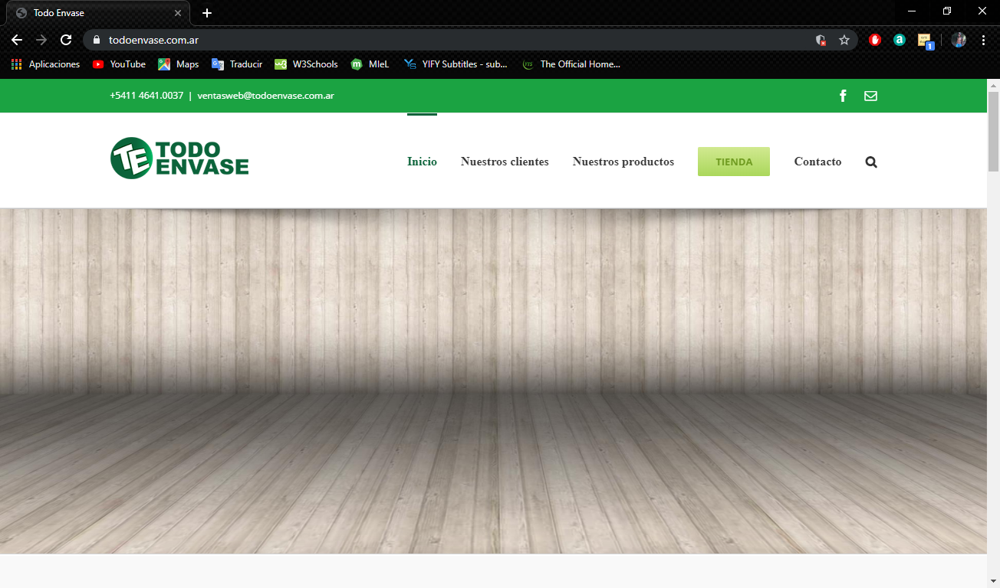 Todo Envase
todoenvase.com.ar
1
Aplicaciones YouTube Maps Traducir W3Schools MIeL YIFY Subtitles - sub... The Official Home...
+5411 4641.0037 | ventasweb@todoenvase.com.ar
TE TODO ENVASE
Inicio Nuestros clientes Nuestros productos TIENDA Contacto